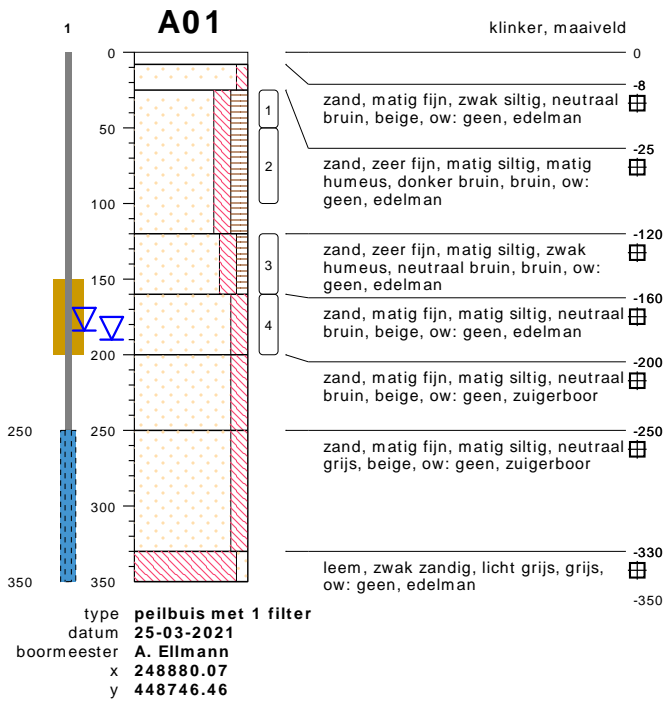 A01
1
klinker, maaiveld
0
0
-8
zand, matig fijn, zwak siltig, neutraal
bruin, beige, ow: geen, edelman
1
50
-25
zand, zeer fijn, matig siltig, matig
humeus, donker bruin, bruin, ow:
geen, edelman
2
100
-120
zand, zeer fijn, matig siltig, zwak
humeus, neutraal bruin, bruin, ow:
geen, edelman
3
150
-160
zand, matig fijn, matig siltig, neutraal
bruin, beige, ow: geen, edelman
4
200
-200
zand, matig fijn, matig siltig, neutraal
bruin, beige, ow: geen, zuigerboor
250
250
-250
zand, matig fijn, matig siltig, neutraal
grijs, beige, ow: geen, zuigerboor
300
-330
leem, zwak zandig, licht grijs, grijs,
ow: geen, edelman
350
350
-350
type peilbuis met 1 filter
datum 25-03-2021
boormeester A. Ellmann
x 248880.07
y 448746.46